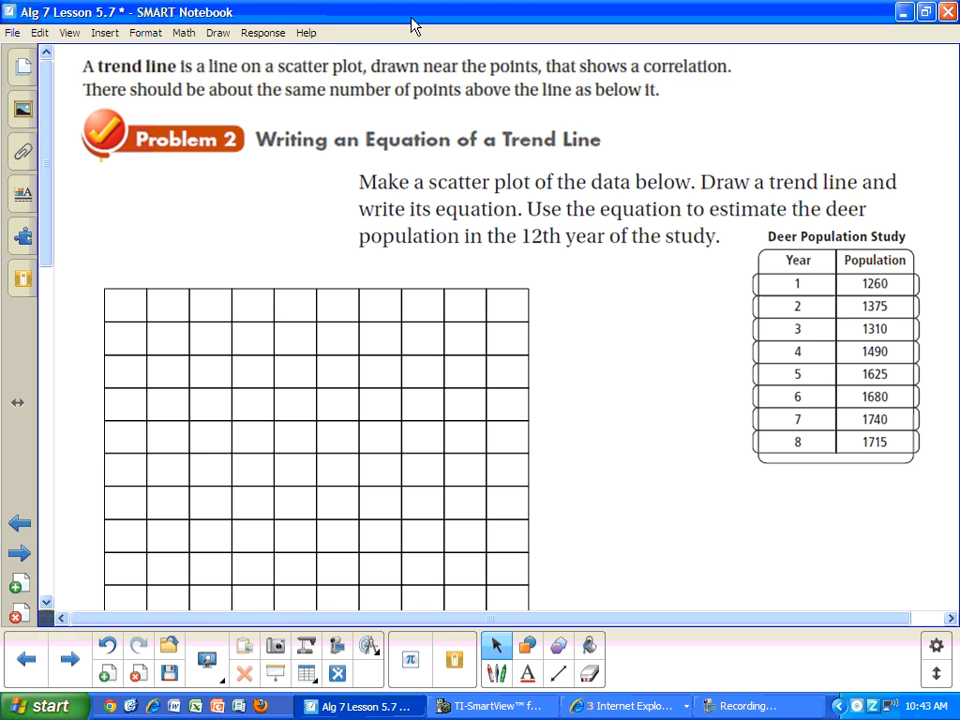 Alg 7 Lesson 5.7 * - SMART Notebook
File Edit View Insert Format Math Draw Response Help
A trend line is a line on a scatter plot, drawn near the points, that shows a correlation.
There should be about the same number of points above the line as below it.
Problem 2 Writing an Equation of a Trend Line
Make a scatter plot of the data below. Draw a trend line and
write its equation. Use the equation to estimate the deer
population in the 12th year of the study.
Deer Population Study
Year Population
1 1260
2 1375
3 1310
4 1490
5 1625
6 1680
7 1740
8 1715
start Alg 7 Lesson 5.7 ... TI-SmartView™ f... 3 Internet Explo... Recording... 10:43 AM